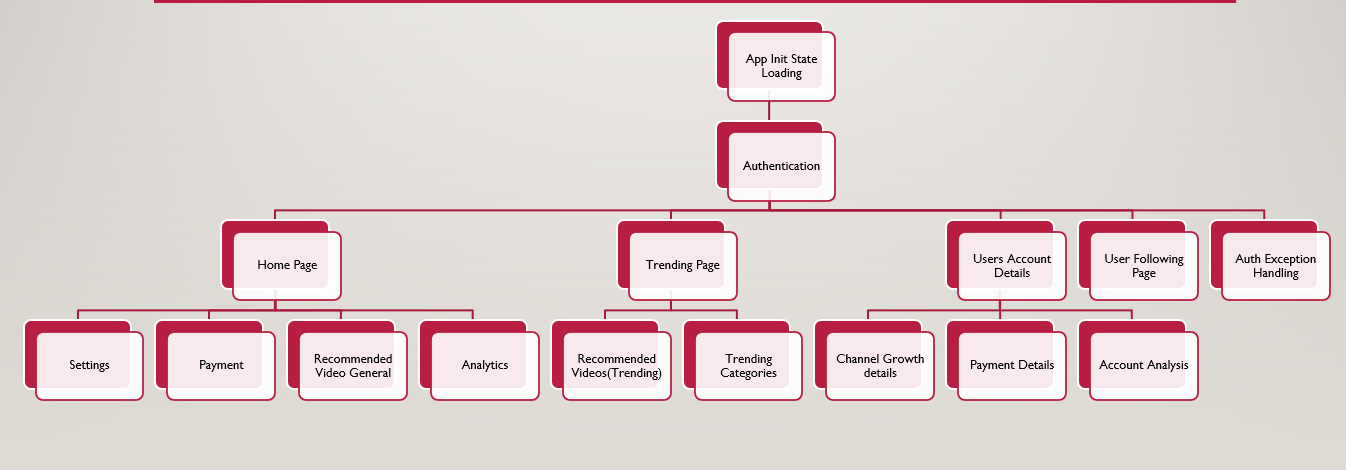 App Init State
Loading
Authentication
Home Page
Trending Page
Users Account
Details
User Following
Page
Auth Exception
Handling
Settings
Payment
Recommended
Video General
Analytics
Recommended
Videos(Trending)
Trending
Categories
Channel Growth
details
Payment Details
Account Analysis